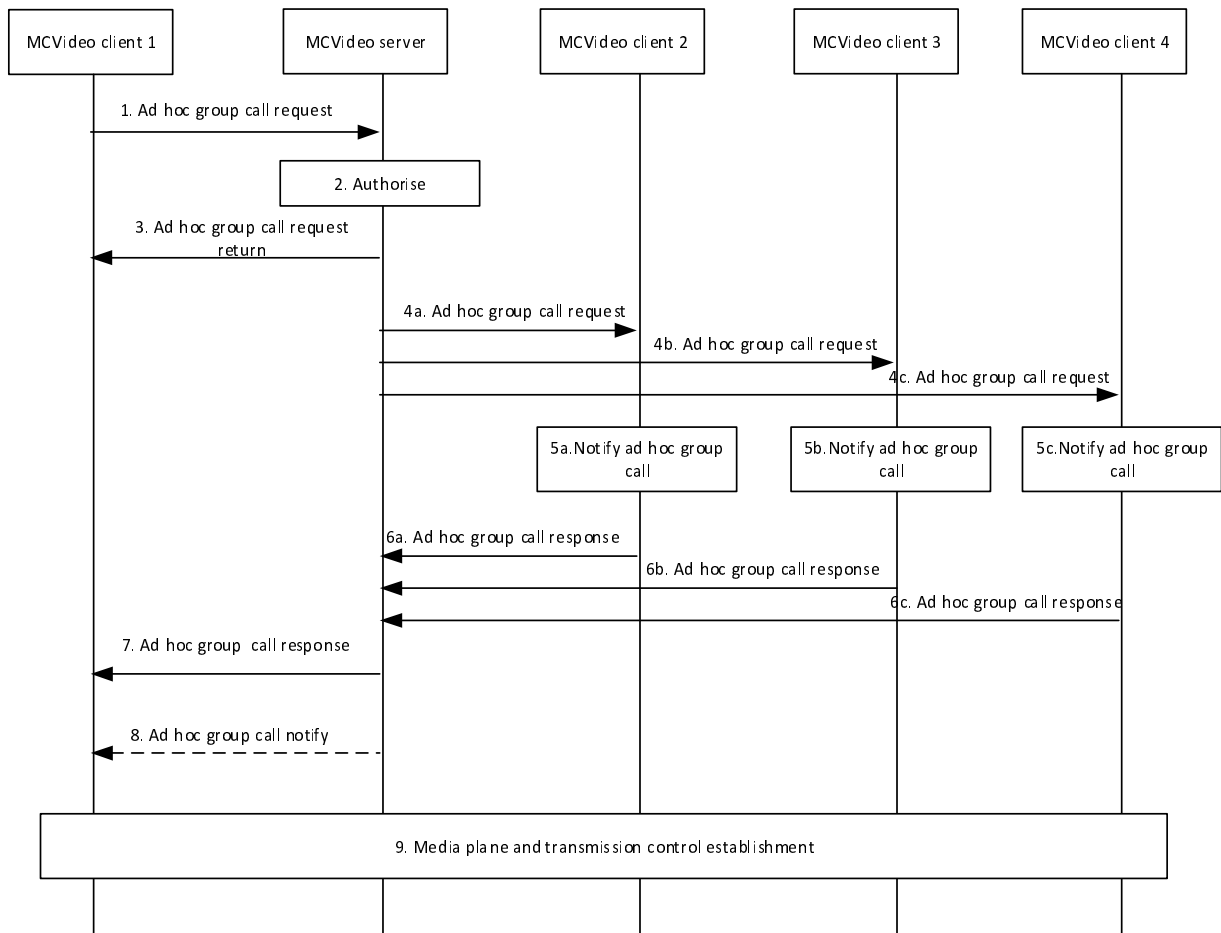 MCVideo client 1
MCVideo server
MCVideo client 2
MCVideo client 3
MCVideo client 4
1. Ad hoc group call request
2. Authorise
3. Ad hoc group call request
return
4a. Ad hoc group call request
4b. Ad hoc group call request
4c. Ad hoc group call request
5a.Notify ad hoc group
call
5b.Notify ad hoc group
call
5c.Notify ad hoc group
call
6a. Ad hoc group call response
6b. Ad hoc group call response
6c. Ad hoc group call response
7. Ad hoc group  call response
8. Ad hoc group call notify
9. Media plane and transmission control establishment